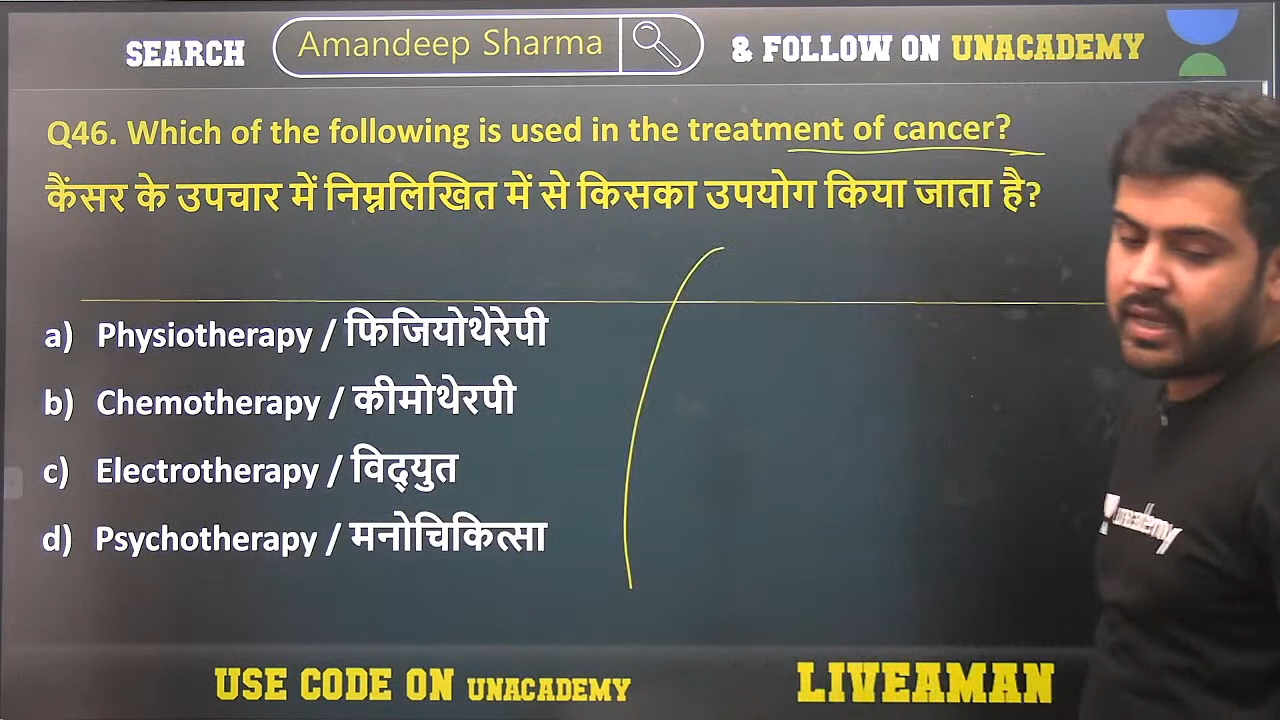 SEARCH Amandeep Sharma & FOLLOW ON UNACADEMY
Q46. Which of the following is used in the treatment of cancer?
कैंसर के उपचार में निम्नलिखित में से किसका उपयोग किया जाता है?
a) Physiotherapy / फिजियोथेरेपी
b) Chemotherapy / कीमोथेरपी
c) Electrotherapy / विद्युत
d) Psychotherapy / मनोचिकित्सा
unacademy
USE CODE ON UNACADEMY LIVEAMAN